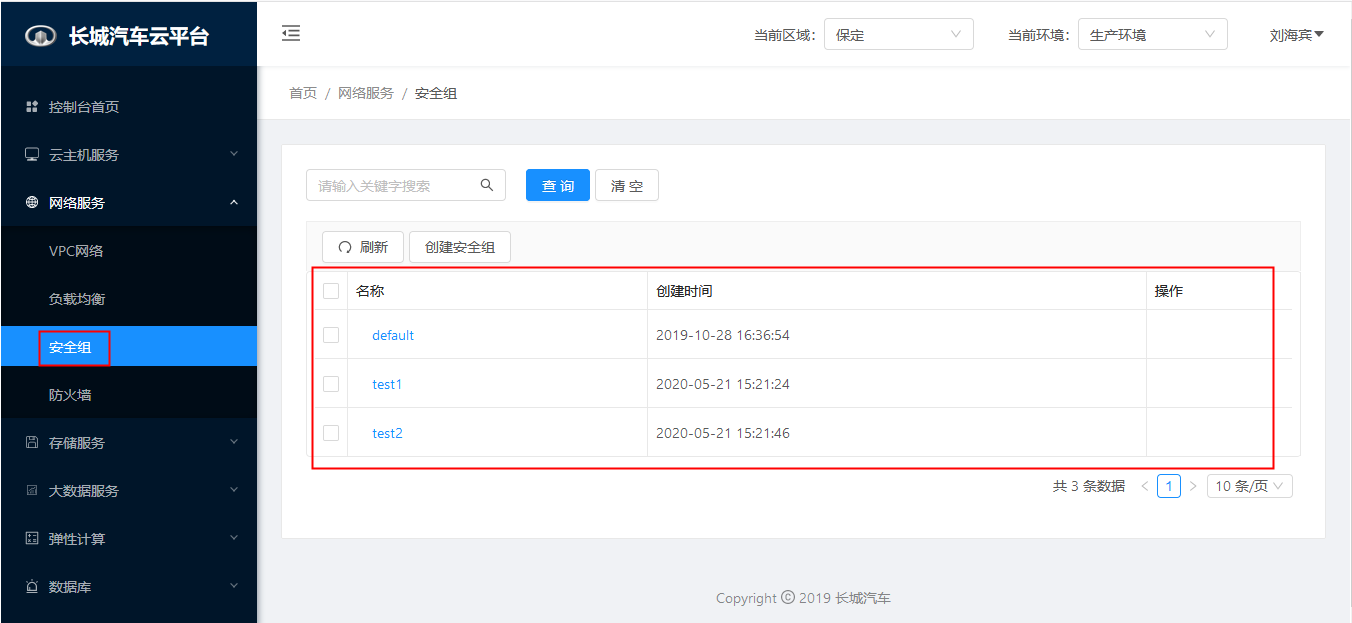 长城汽车云平台
当前区域： 保定 当前环境： 生产环境 刘海宾
控制台首页
云主机服务
网络服务
VPC网络
负载均衡
安全组
防火墙
存储服务
大数据服务
弹性计算
数据库
首页 / 网络服务 / 安全组
请输入关键字搜索 查 询 清 空
刷新 创建安全组
名称 创建时间 操作
default 2019-10-28 16:36:54
test1 2020-05-21 15:21:24
test2 2020-05-21 15:21:46
共 3 条数据 < 1 > 10 条/页
Copyright © 2019 长城汽车